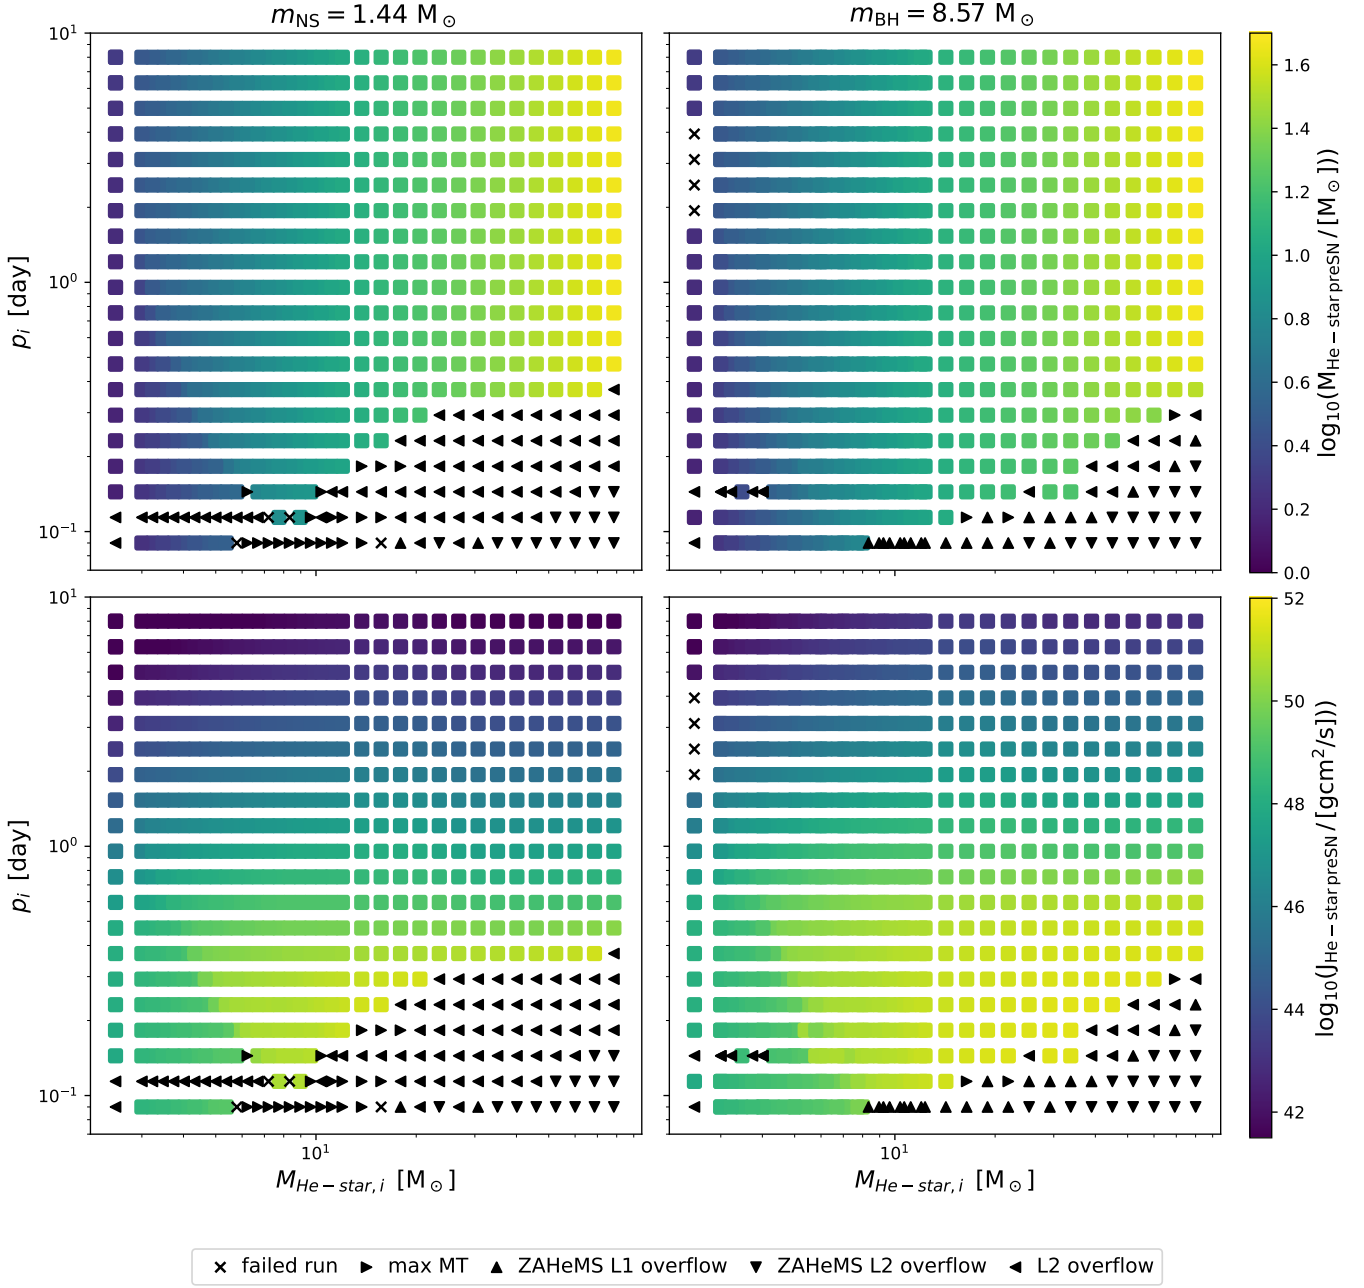 m_NS = 1.44 M_⊙
m_BH = 8.57 M_⊙
10^1
10^0
10^-1
p_i [day]
1.6
1.4
1.2
1.0
0.8
0.6
0.4
0.2
0.0
log_10(M_He−star preSN / [M_⊙]))
10^1
10^0
10^-1
p_i [day]
52
50
48
46
44
42
log_10(J_He−star preSN / [gcm^2/s]))
10^1
10^1
M_He−star,i [M_⊙]
M_He−star,i [M_⊙]
failed run max MT ZAHeMS L1 overflow ZAHeMS L2 overflow L2 overflow